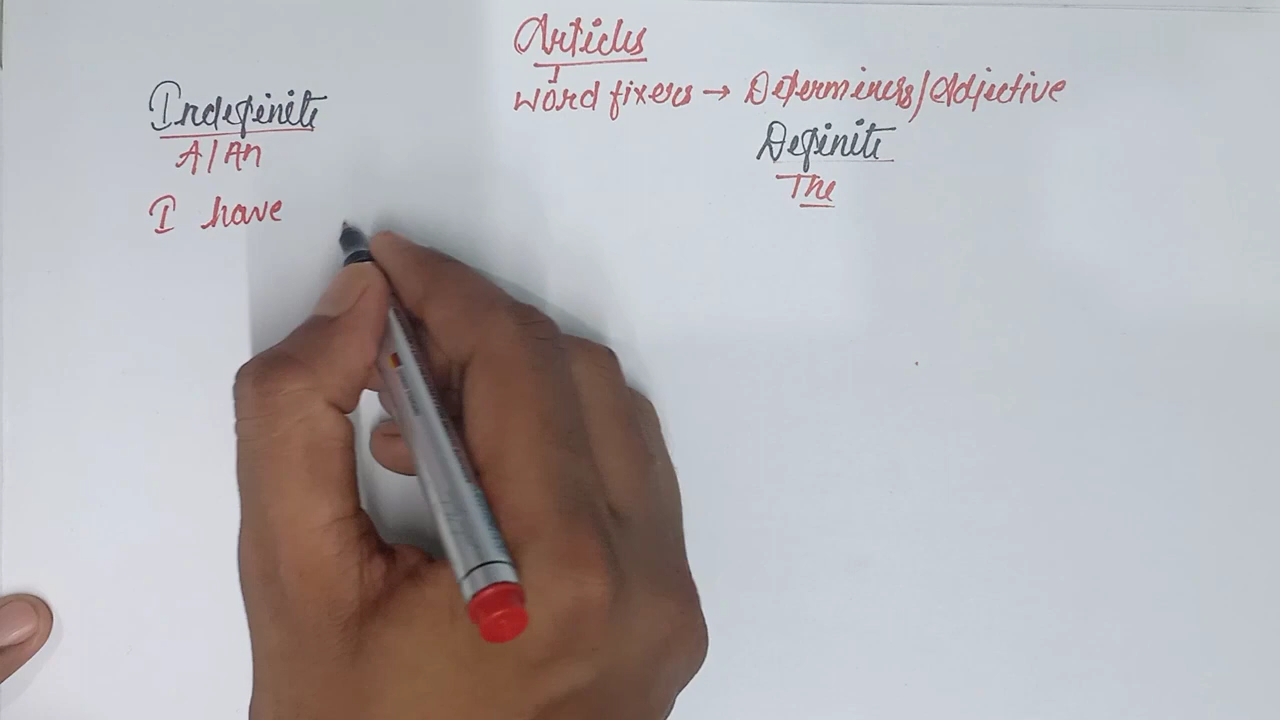 Articles
word fixers → Determiners/Adjective
Indefinite
A/An
I have
Definite
The